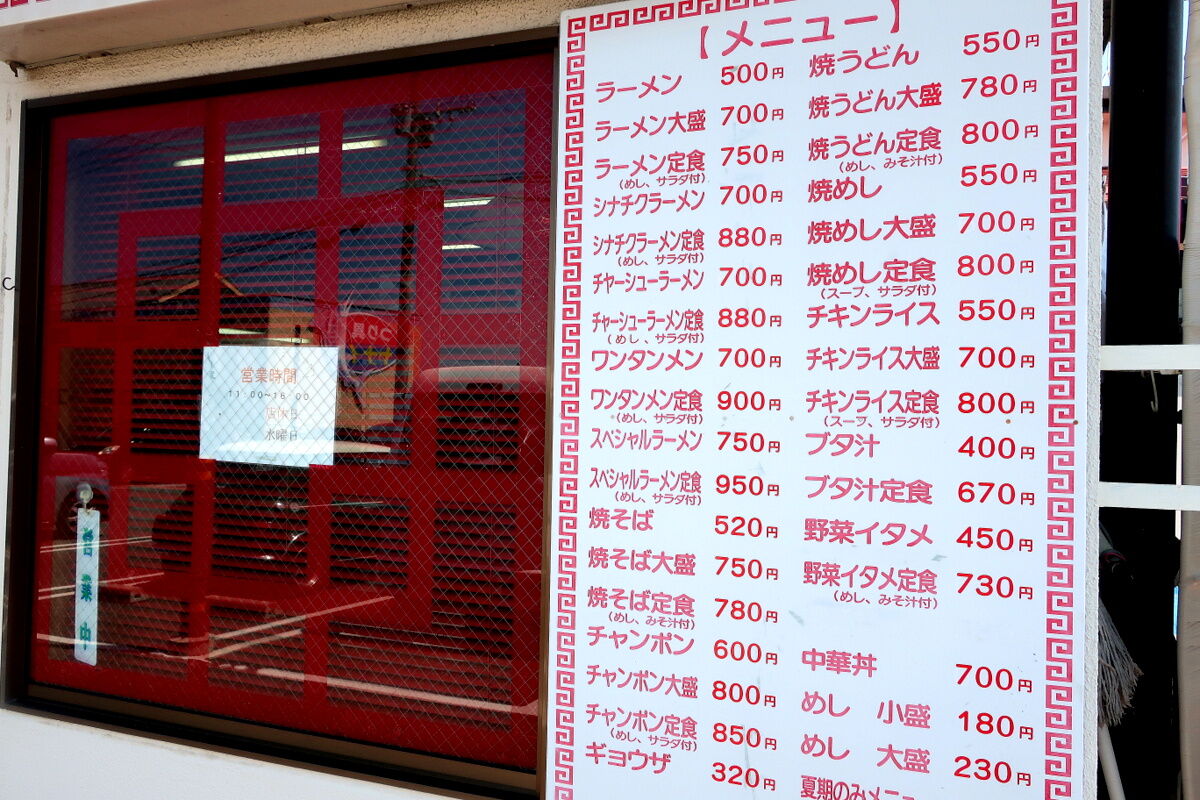 【メニュー】
ラーメン 500円
ラーメン大盛 700円
ラーメン定食 750円
(めし、サラダ付)
シナチクラーメン 700円
シナチクラーメン定食 880円
(めし、サラダ付)
チャーシューラーメン 700円
チャーシューラーメン定食 880円
(めし、サラダ付)
ワンタンメン 700円
ワンタンメン定食 900円
(めし、サラダ付)
スペシャルラーメン 750円
スペシャルラーメン定食 950円
(めし、サラダ付)
焼そば 520円
焼そば大盛 750円
焼そば定食 780円
(めし、みそ汁付)
チャンポン 600円
チャンポン大盛 800円
チャンポン定食 850円
(めし、サラダ付)
ギョウザ 320円
焼うどん 550円
焼うどん大盛 780円
焼うどん定食 800円
(めし、みそ汁付)
焼めし 550円
焼めし大盛 700円
焼めし定食 800円
(スープ、サラダ付)
チキンライス 550円
チキンライス大盛 700円
チキンライス定食 800円
(スープ、サラダ付)
ブタ汁 400円
ブタ汁定食 670円
野菜イタメ 450円
野菜イタメ定食 730円
(めし、みそ汁付)
中華丼 700円
めし 小盛 180円
めし 大盛 230円
夏期のみメニュー
営業時間
11:00~16:00
店休日
水曜日
営業中